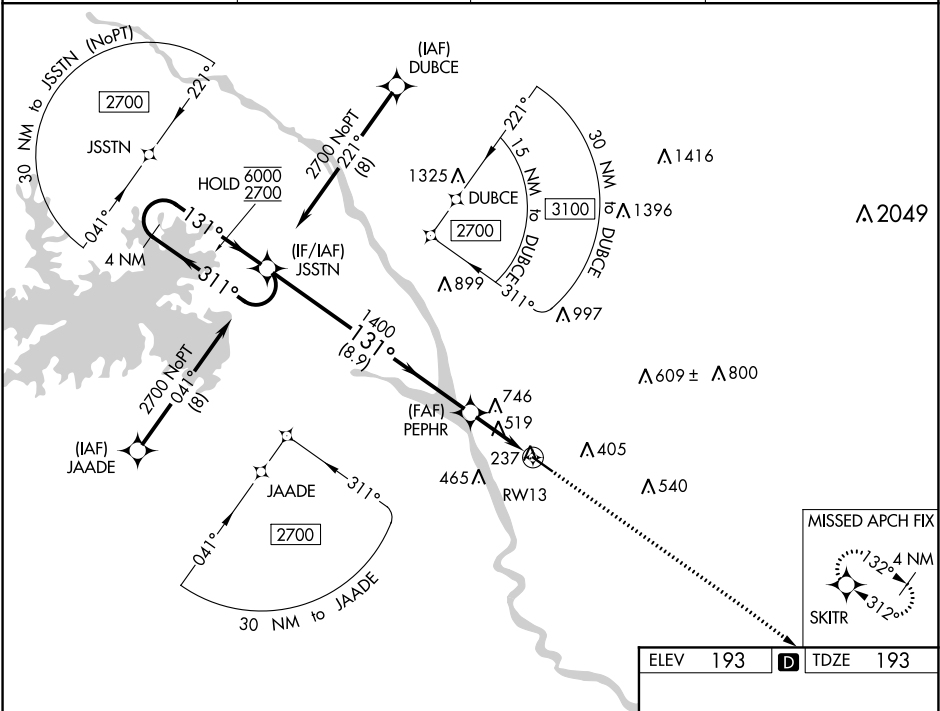 30 NM to JSSTN (NoPT)
2700
221°
JSSTN
041°
(IAF)
DUBCE
2700 NoPT
221°
(8)
HOLD 6000
2700
131°
4 NM
311°
(IF/IAF)
JSSTN
221°
15 NM to DUBCE
30 NM to DUBCE
1325
DUBCE
2700
3100
311°
1416
1396
2049
899
997
1400
131°
(8.9)
2700 NoPT
041°
(8)
(IAF)
JAADE
(FAF)
PEPHR
746
519
237
RW13
465
609 ±
800
405
540
JAADE
311°
041°
2700
30 NM to JAADE
MISSED APCH FIX
4 NM
132°
312°
SKITR
ELEV 193 D TDZE 193